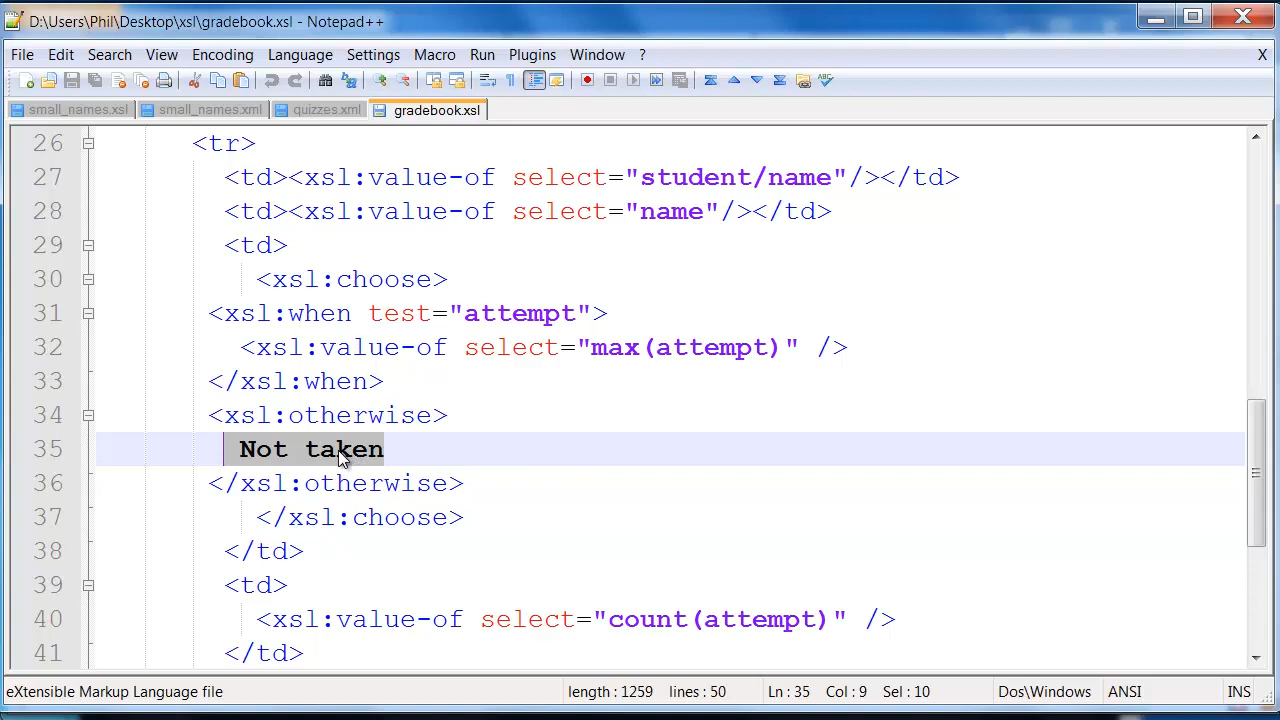 D:\Users\Phil\Desktop\xsl\gradebook.xsl - Notepad++
File Edit Search View Encoding Language Settings Macro Run Plugins Window ? X
small_names.xsl small_names.xml quizzes.xml gradebook.xsl
26 <tr>
27 <td><xsl:value-of select="student/name"/></td>
28 <td><xsl:value-of select="name"/></td>
29 <td>
30 <xsl:choose>
31 <xsl:when test="attempt">
32 <xsl:value-of select="max(attempt)" />
33 </xsl:when>
34 <xsl:otherwise>
35 Not taken
36 </xsl:otherwise>
37 </xsl:choose>
38 </td>
39 <td>
40 <xsl:value-of select="count(attempt)" />
41 </td>
eXtensible Markup Language file length : 1259 lines : 50 Ln : 35 Col : 9 Sel : 10 Dos\Windows ANSI INS